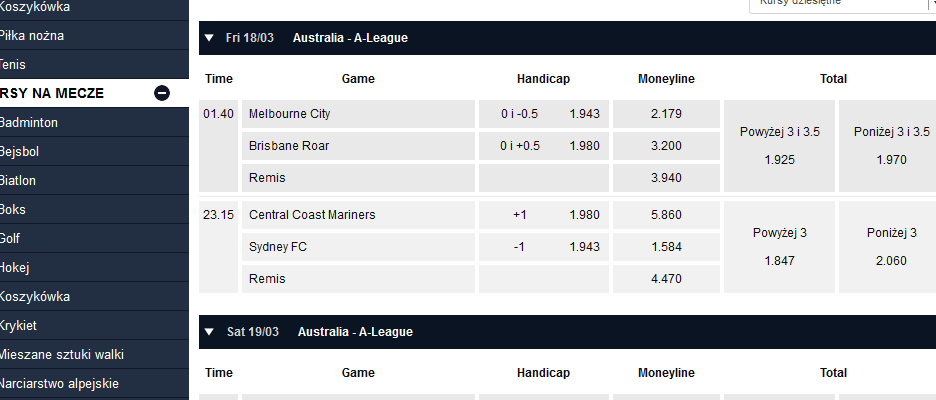 Koszykówka
Piłka nożna
Tenis
RSY NA MECZE
Badminton
Bejsbol
Biatlon
Boks
Golf
Hokej
Koszykówka
Krykiet
Mieszane sztuki walki
Narciarstwo alpejskie
Kursy dziesiętne
Fri 18/03 Australia - A-League
Time Game Handicap Moneyline Total
01.40 Melbourne City 0 i -0.5 1.943 2.179
Brisbane Roar 0 i +0.5 1.980 3.200
Remis 3.940
Powyżej 3 i 3.5 Poniżej 3 i 3.5
1.925 1.970
23.15 Central Coast Mariners +1 1.980 5.860
Sydney FC -1 1.943 1.584
Remis 4.470
Powyżej 3 Poniżej 3
1.847 2.060
Sat 19/03 Australia - A-League
Time Game Handicap Moneyline Total